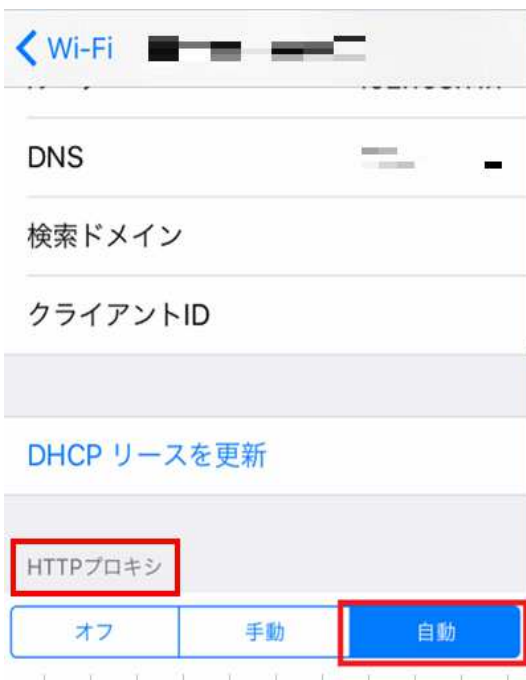 Wi-Fi
DNS
検索ドメイン
クライアントID
DHCP リースを更新
HTTPプロキシ
オフ 手動 自動